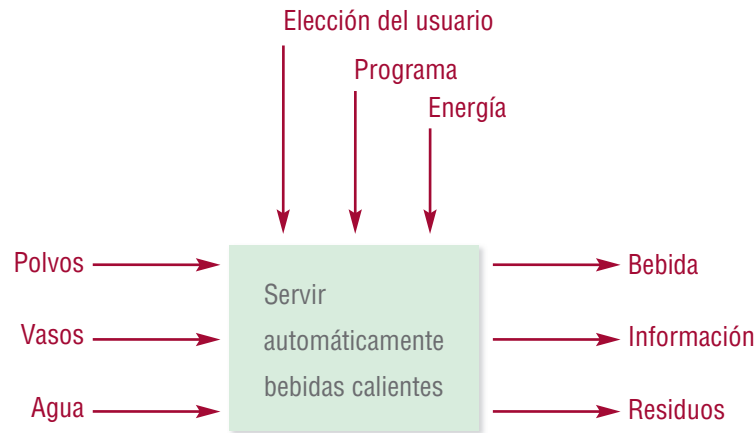 Elección del usuario
Programa
Energía
Polvos
Vasos
Agua
Servir
automáticamente
bebidas calientes
Bebida
Información
Residuos